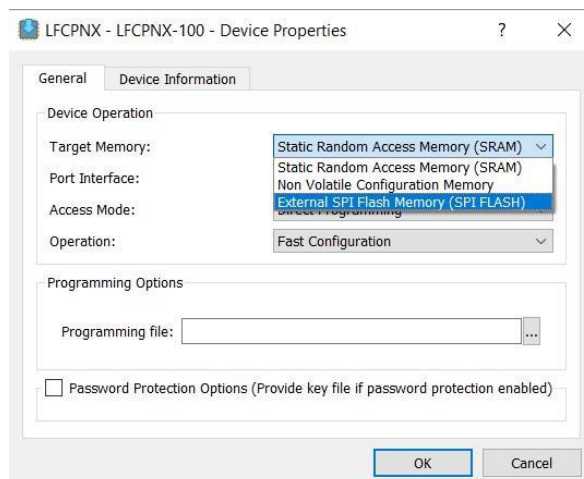 LFCPNX - LFCPNX-100 - Device Properties ?
General Device Information
Device Operation
Target Memory: Static Random Access Memory (SRAM)
Static Random Access Memory (SRAM)
Port Interface:
Non Volatile Configuration Memory
External SPI Flash Memory (SPI FLASH)
Access Mode: Direct Programming
Operation: Fast Configuration
Programming Options
Programming file: ...
Password Protection Options (Provide key file if password protection enabled)
OK Cancel